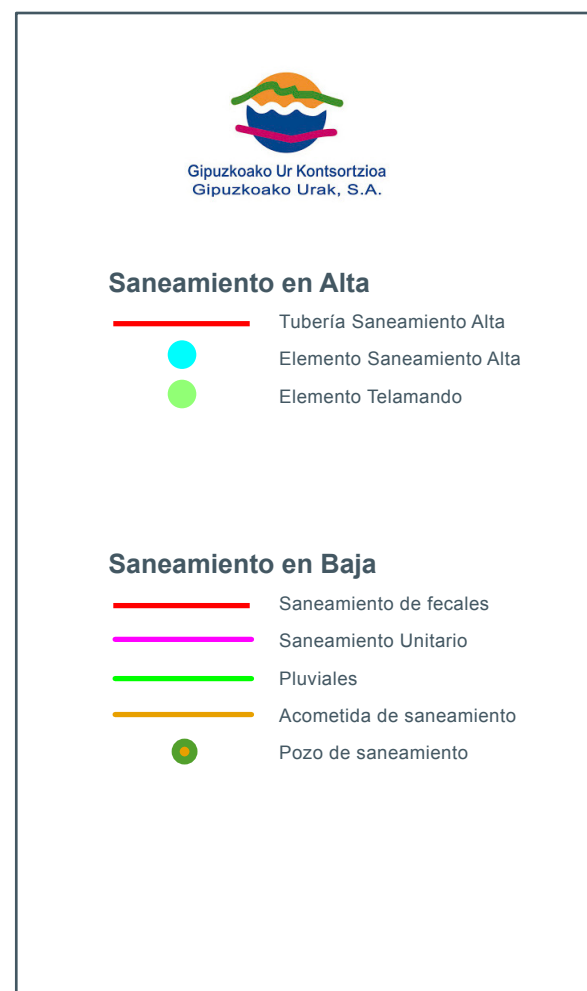 Gipuzkoako Ur Kontsortzioa
Gipuzkoako Urak, S.A.
Saneamiento en Alta
Tubería Saneamiento Alta
Elemento Saneamiento Alta
Elemento Telamando
Saneamiento en Baja
Saneamiento de fecales
Saneamiento Unitario
Pluviales
Acometida de saneamiento
Pozo de saneamiento